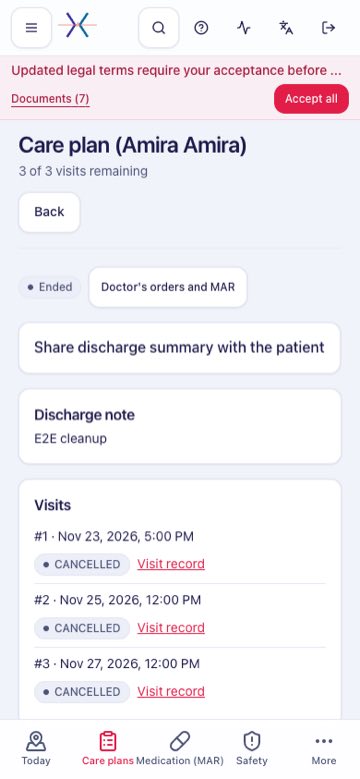 Updated legal terms require your acceptance before ...
Documents (7)
Accept all
Care plan (Amira Amira)
3 of 3 visits remaining
Back
Ended
Doctor's orders and MAR
Share discharge summary with the patient
Discharge note
E2E cleanup
Visits
#1 · Nov 23, 2026, 5:00 PM
CANCELLED Visit record
#2 · Nov 25, 2026, 12:00 PM
CANCELLED Visit record
#3 · Nov 27, 2026, 12:00 PM
CANCELLED Visit record
Today Care plans Medication (MAR) Safety More